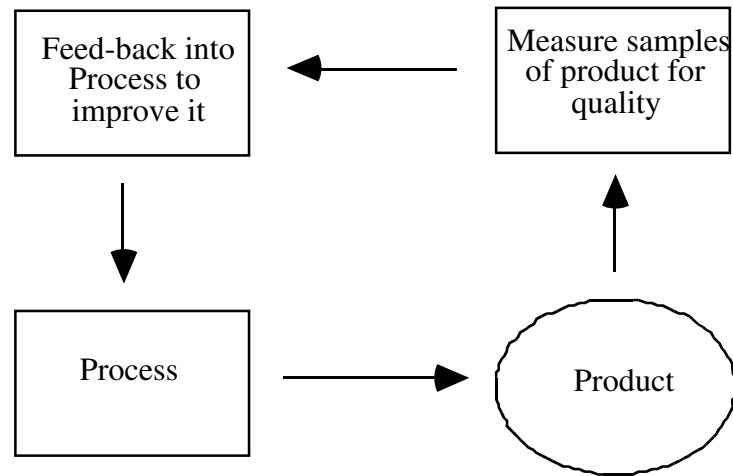 Feed-back into
Process to
improve it
Measure samples
of product for
quality
Process
Product